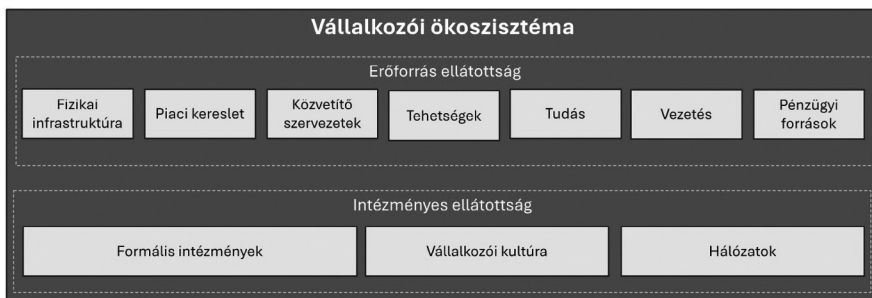 Vállalkozói ökoszisztéma
Erőforrás ellátottság
Fizikai
infrastruktúra
Piaci kereslet
Közvetítő
szervezetek
Tehetségek
Tudás
Vezetés
Pénzügyi
források
Intézményes ellátottság
Formális intézmények
Vállalkozói kultúra
Hálózatok